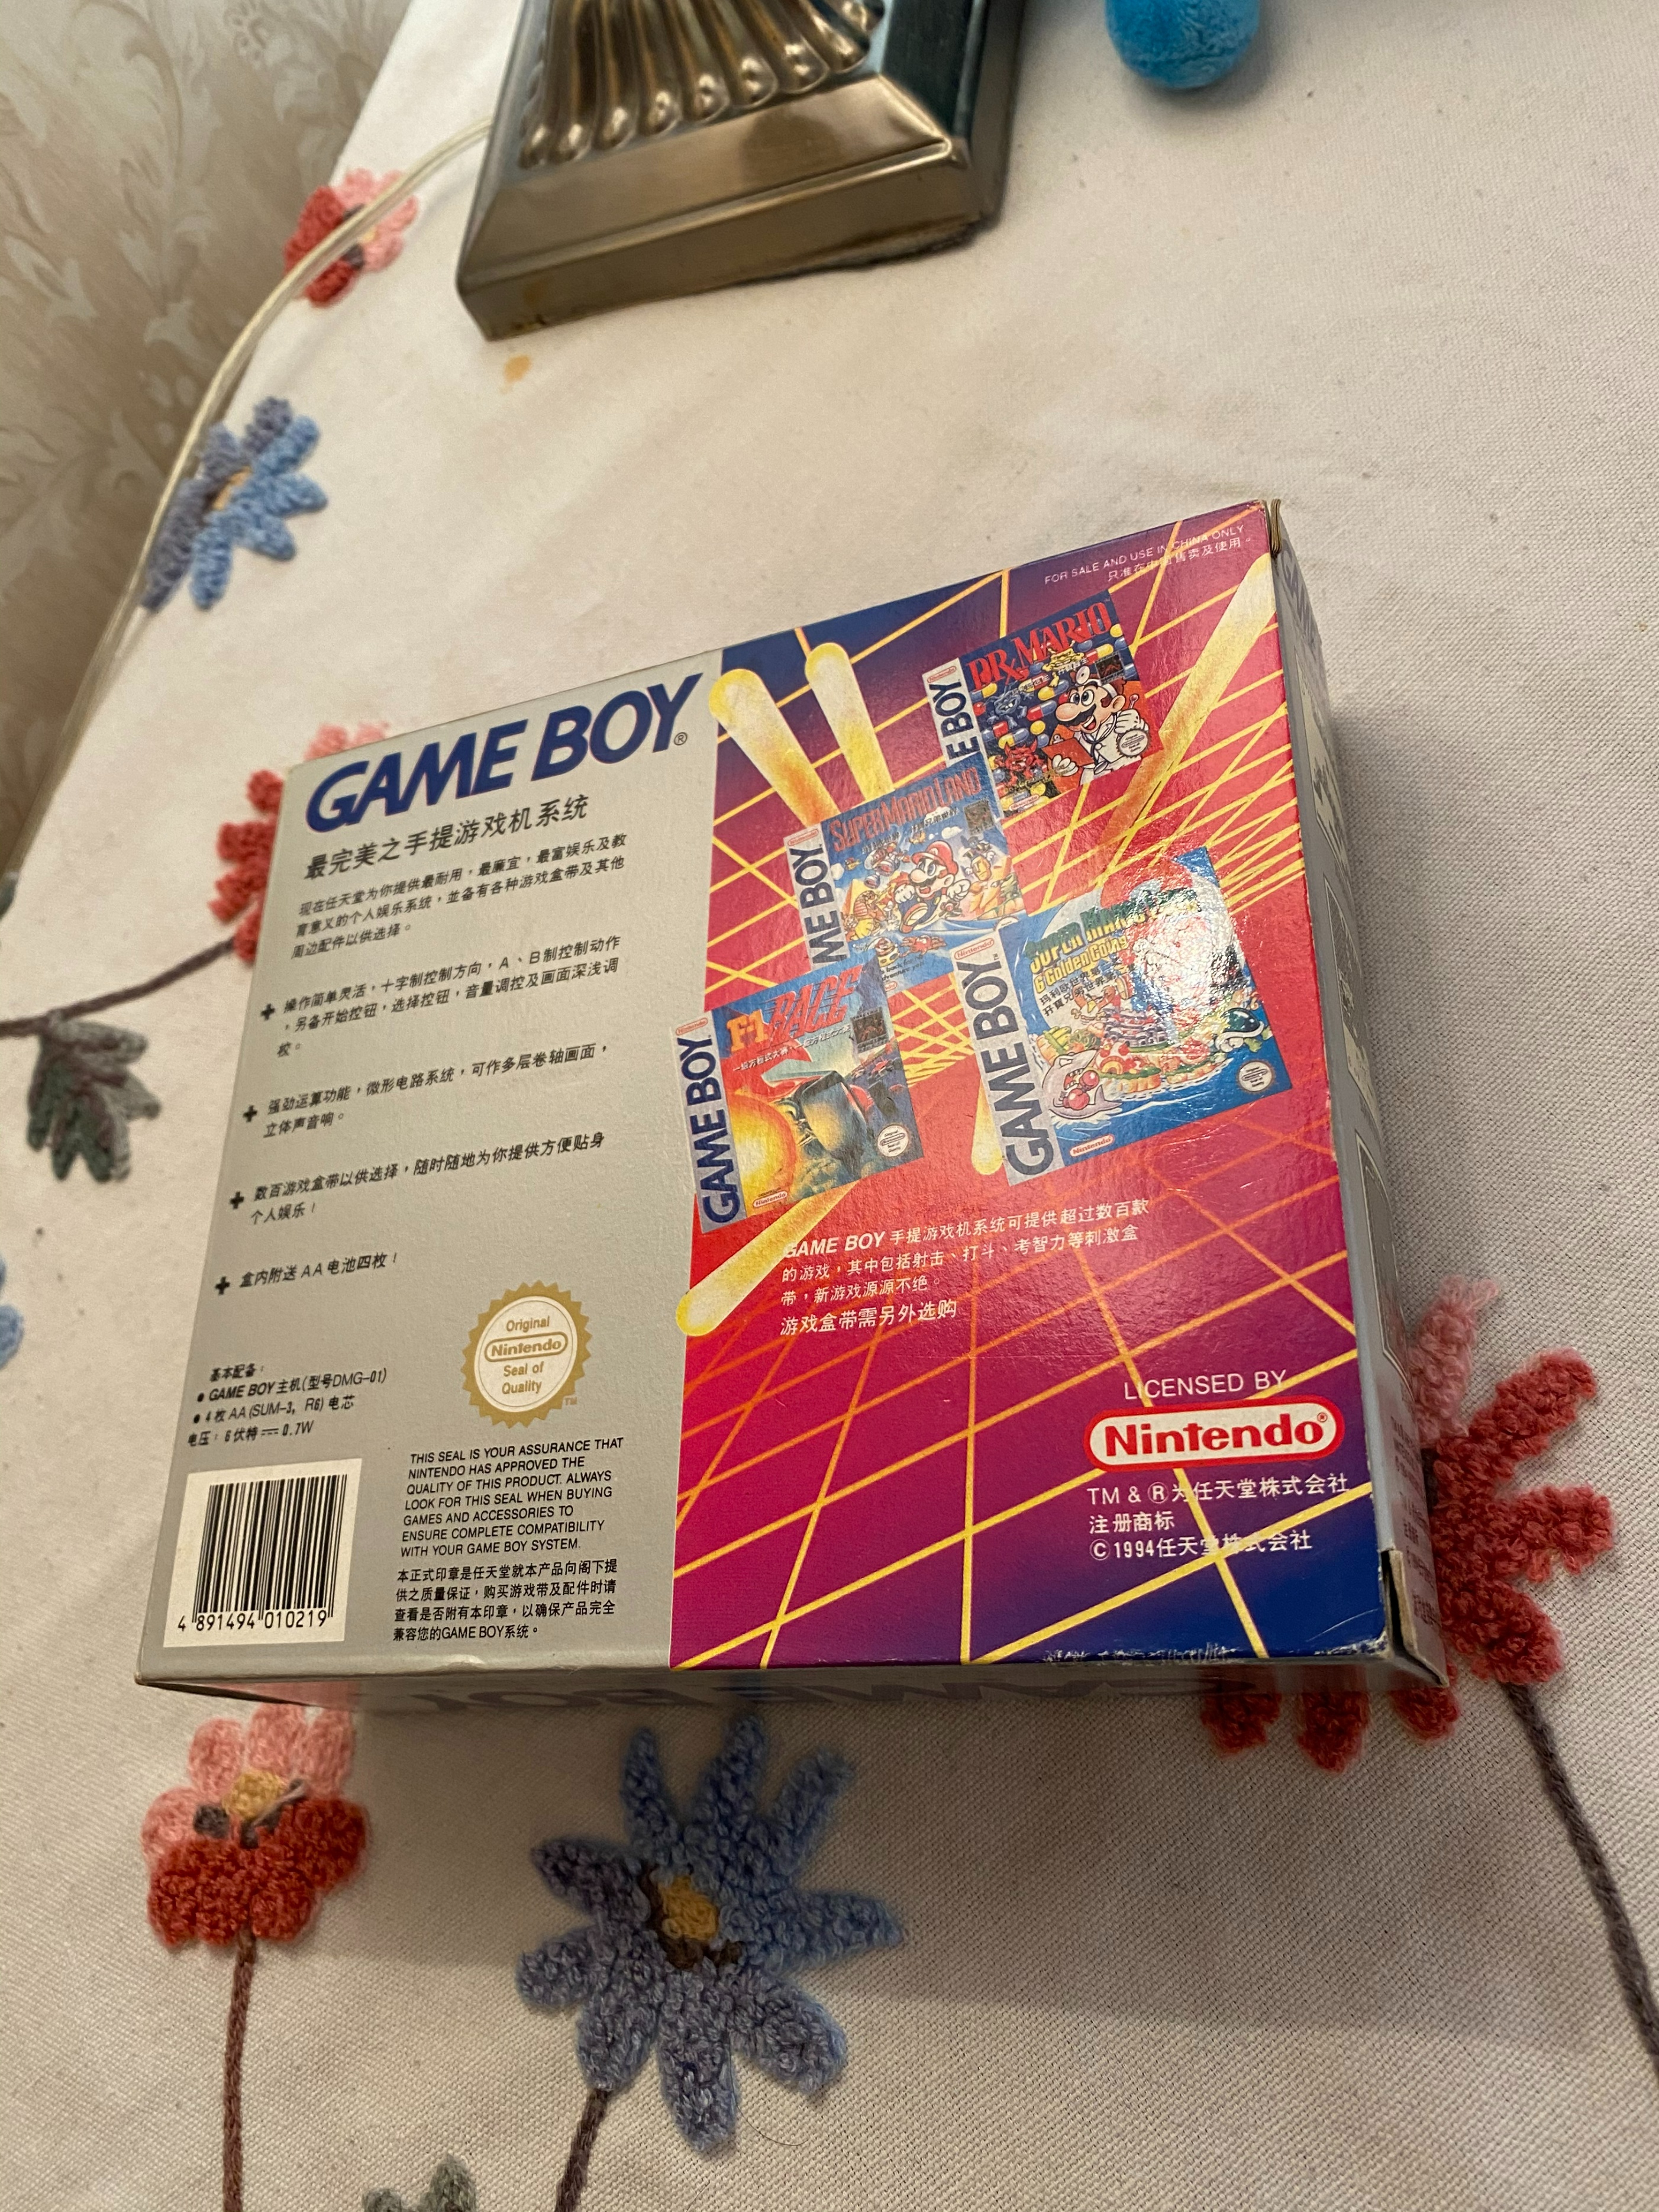 GAME BOY®
最完美之手提游戏机系统
现在任天堂为你提供最耐用，最廉宜，最富娱乐及教
育意义的个人娱乐系统，並备有各种游戏盒带及其他
周边配件以供选择。
操作简单灵活，十字制控制方向，A、B制控制动作
，另备开始控钮，选择控钮，音量调控及画面深浅调
校。
强劲运算功能，微形电路系统，可作多层卷轴画面，
立体声音响。
数百游戏盒带以供选择，随时随地为你提供方便贴身
个人娱乐！
盒内附送 AA 电池四枚！
基本配备：
● GAME BOY 主机(型号DMG-01)
● 4 枚 AA (SUM-3, R6) 电芯
电压：6 伏特⎓0.7W
4 891494 010219
Original
Nintendo
Seal of
Quality
TM
THIS SEAL IS YOUR ASSURANCE THAT
NINTENDO HAS APPROVED THE
QUALITY OF THIS PRODUCT. ALWAYS
LOOK FOR THIS SEAL WHEN BUYING
GAMES AND ACCESSORIES TO
ENSURE COMPLETE COMPATIBILITY
WITH YOUR GAME BOY SYSTEM.
本正式印章是任天堂就本产品向阁下提
供之质量保证，购买游戏带及配件时请
查看是否附有本印章，以确保产品完全
兼容您的GAME BOY系统。
FOR SALE AND USE IN CHINA ONLY
只准在中国售卖及使用。
Nintendo
E BOY
DR. MARIO
Nintendo
ME BOY
SUPER MARIO LAND
Nintendo
GAME BOY
F-1 RACE
Nintendo
Nintendo
GAME BOY™
SUPER MARIO
6 Golden Coins
Nintendo
GAME BOY 手提游戏机系统可提供超过数百款
的游戏，其中包括射击、打斗、考智力等刺激盒
带，新游戏源源不绝。
游戏盒带需另外选购
LICENSED BY
Nintendo®
TM & ® 为任天堂株式会社
注册商标
© 1994任天堂株式会社
GAME BOY